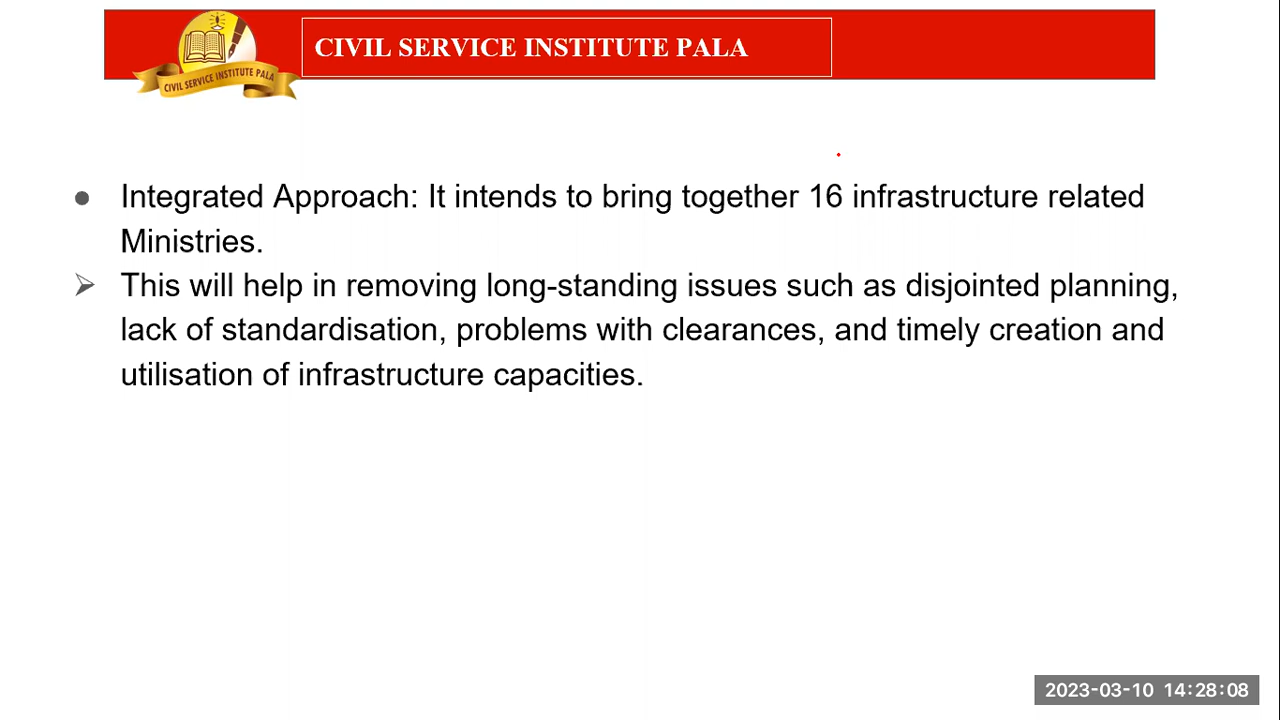 CIVIL SERVICE INSTITUTE PALA
CIVIL SERVICE INSTITUTE PALA
● Integrated Approach: It intends to bring together 16 infrastructure related
Ministries.
➢ This will help in removing long-standing issues such as disjointed planning,
lack of standardisation, problems with clearances, and timely creation and
utilisation of infrastructure capacities.
2023-03-10 14:28:08